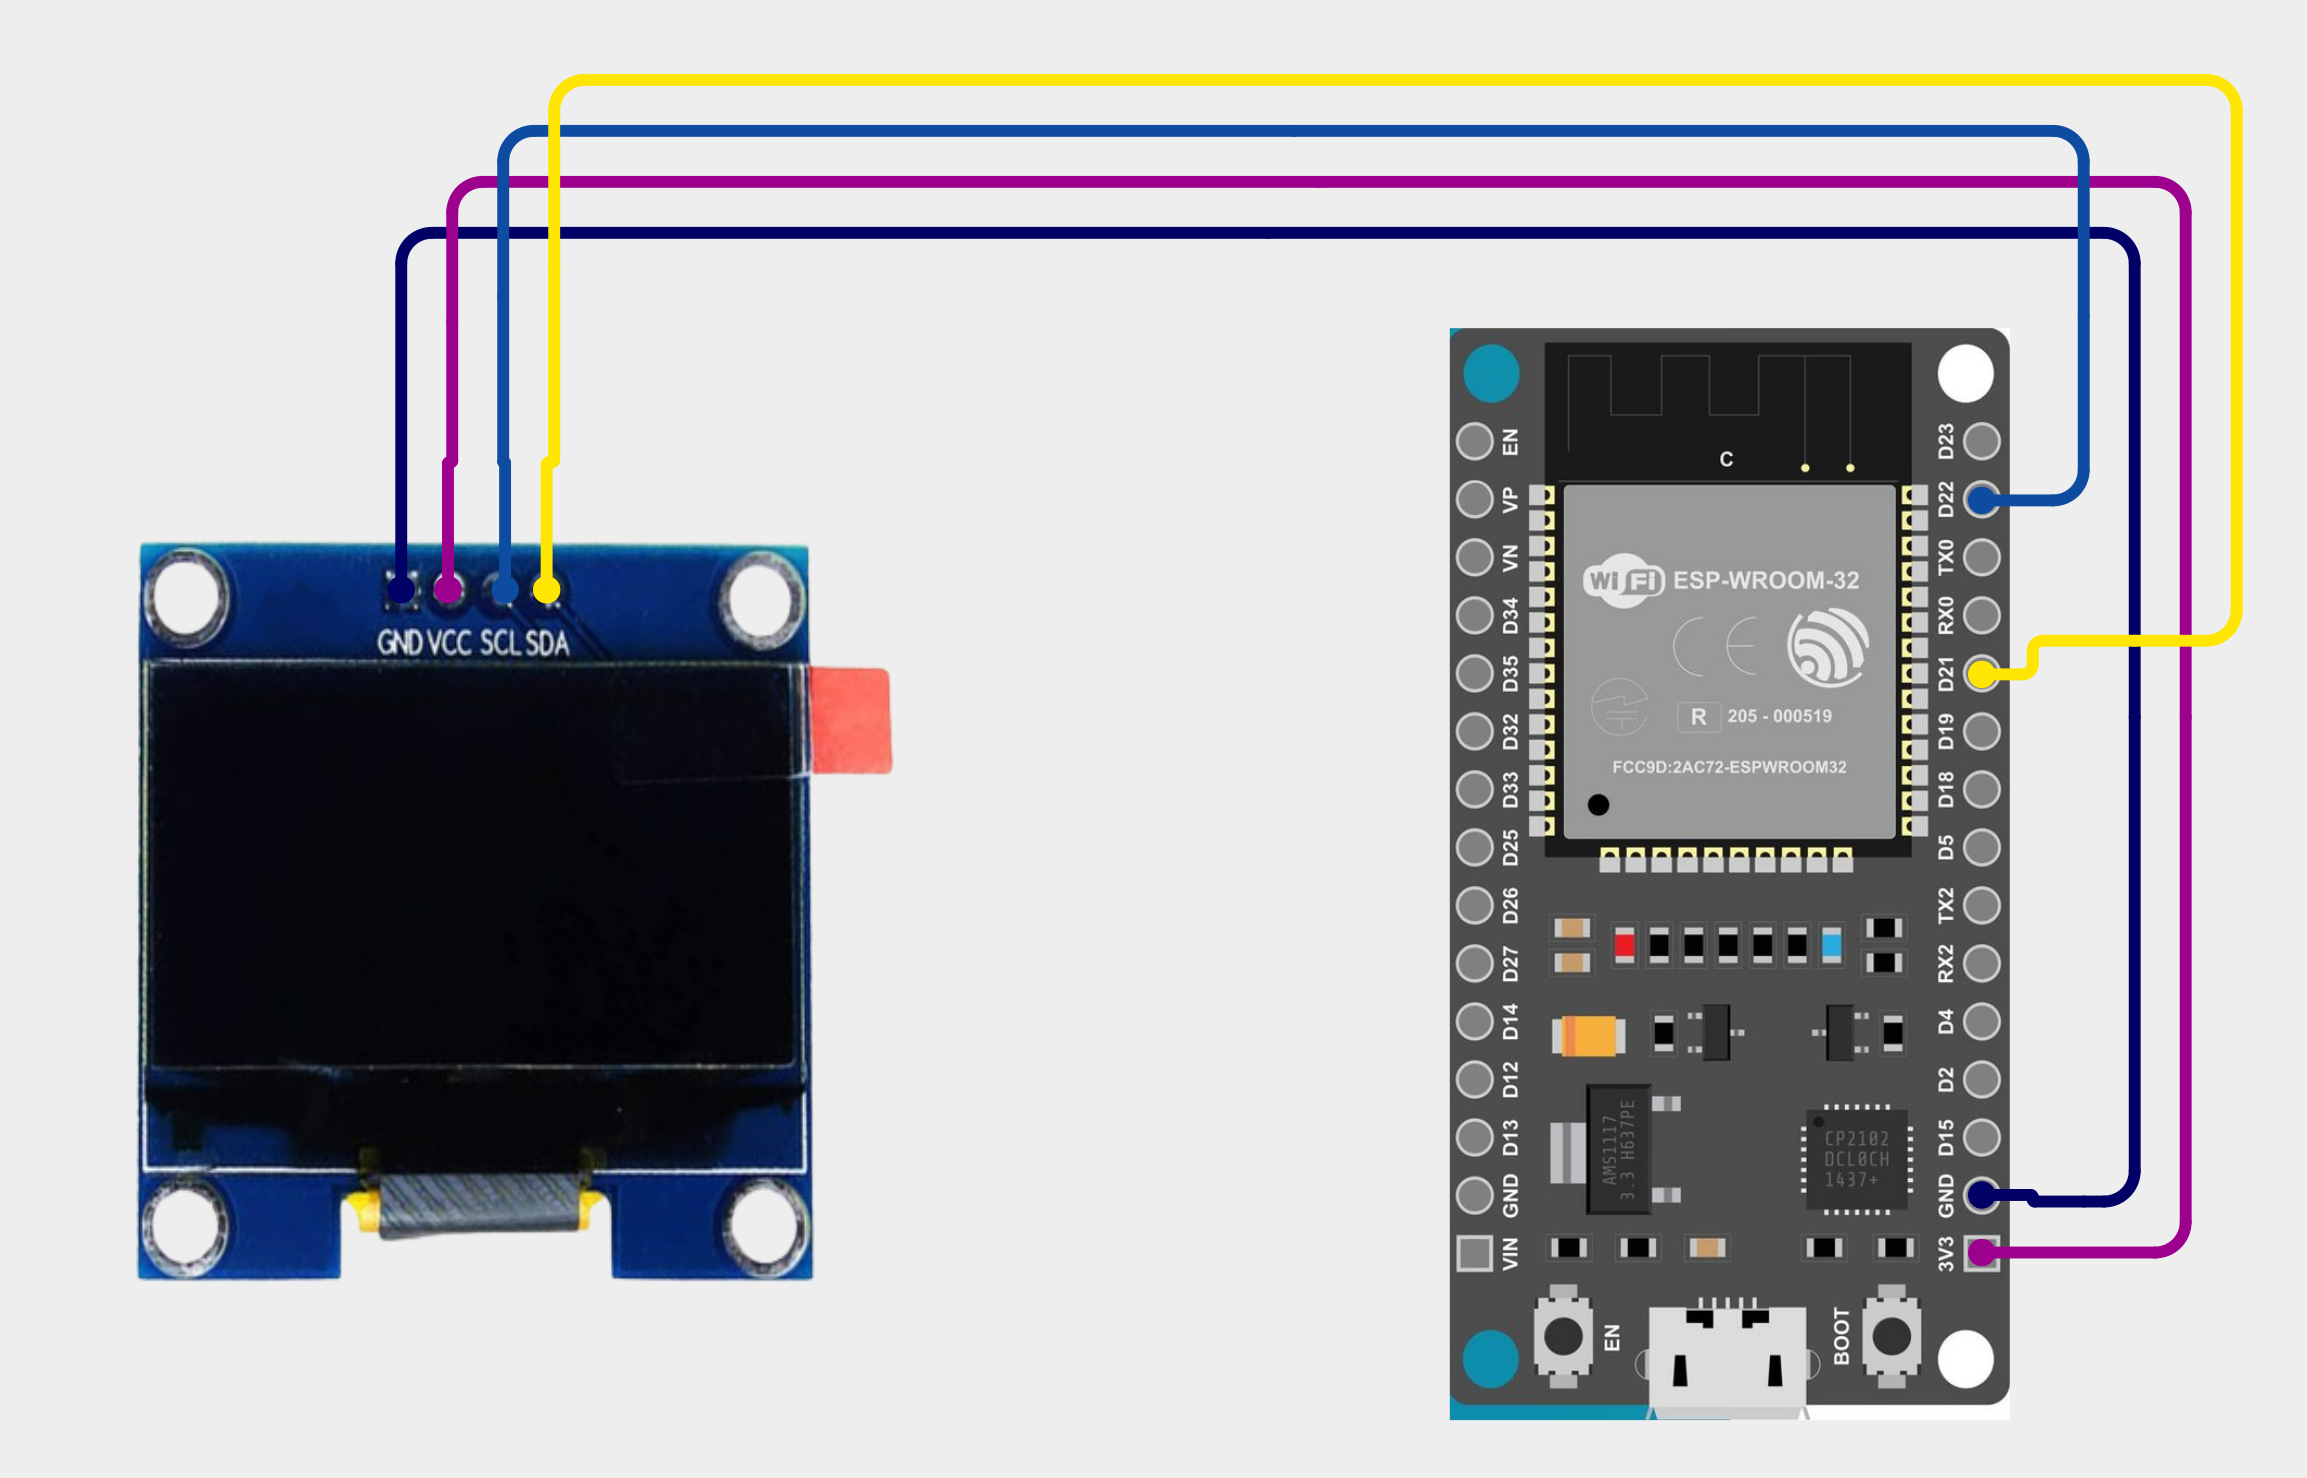 GND VCC SCL SDA
C
WiFi ESP-WROOM-32
CE
R 205 - 000519
FCC9D:2AC72-ESPWROOM32
EN
VP
VN
D34
D35
D32
D33
D25
D26
D27
D14
D12
D13
GND
VIN
D23
D22
TX0
RX0
D21
D19
D18
D5
TX2
RX2
D4
D2
D15
GND
3V3
AMS1117
3.3 H637PE
CP2102
DCL0CH
1437+
EN
BOOT